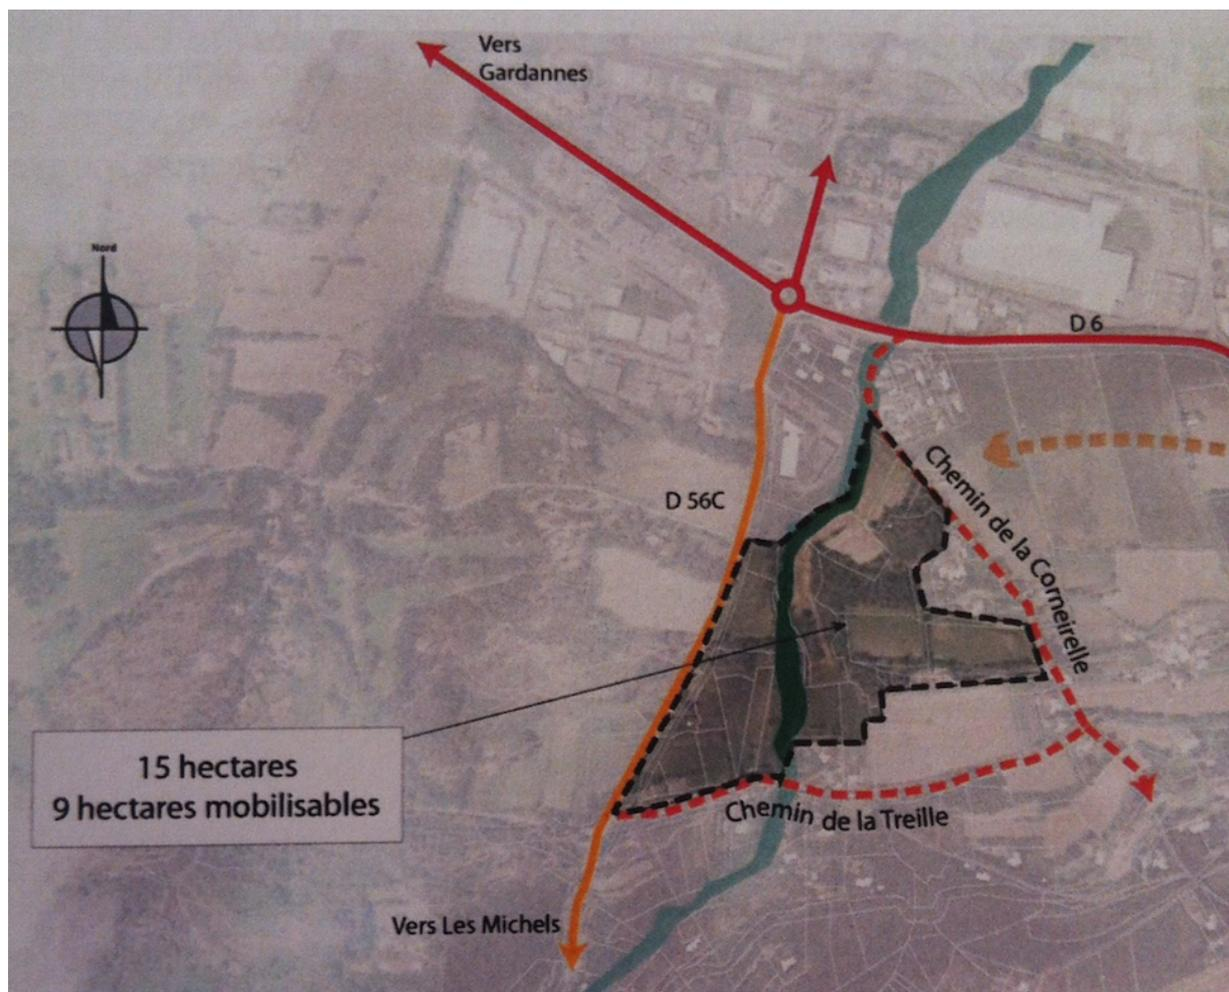 Vers
Gardannes
Nord
D 6
Chemin de la Corneirelle
D 56C
15 hectares
9 hectares mobilisables
Chemin de la Treille
Vers Les Michels